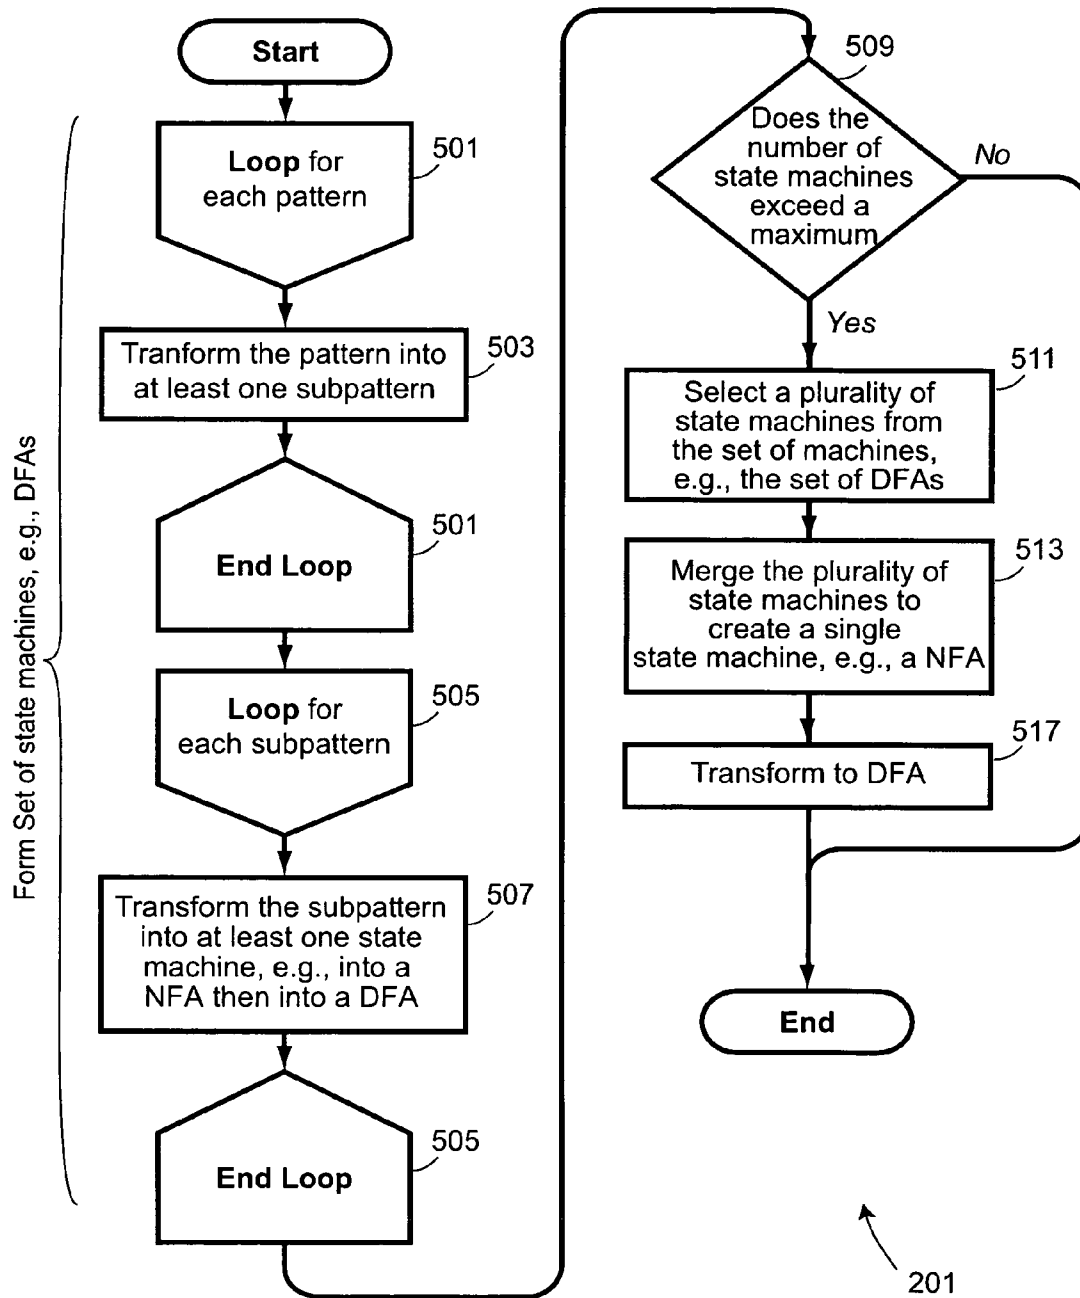 Start
Form Set of state machines, e.g., DFAs
Loop for
each pattern
501
Tranform the pattern into
at least one subpattern
503
End Loop
501
Loop for
each subpattern
505
Transform the subpattern
into at least one state
machine, e.g., into a
NFA then into a DFA
507
End Loop
505
Does the
number of
state machines
exceed a
maximum
509
No
Yes
Select a plurality of
state machines from
the set of machines,
e.g., the set of DFAs
511
Merge the plurality of
state machines to
create a single
state machine, e.g., a NFA
513
Transform to DFA
517
End
201